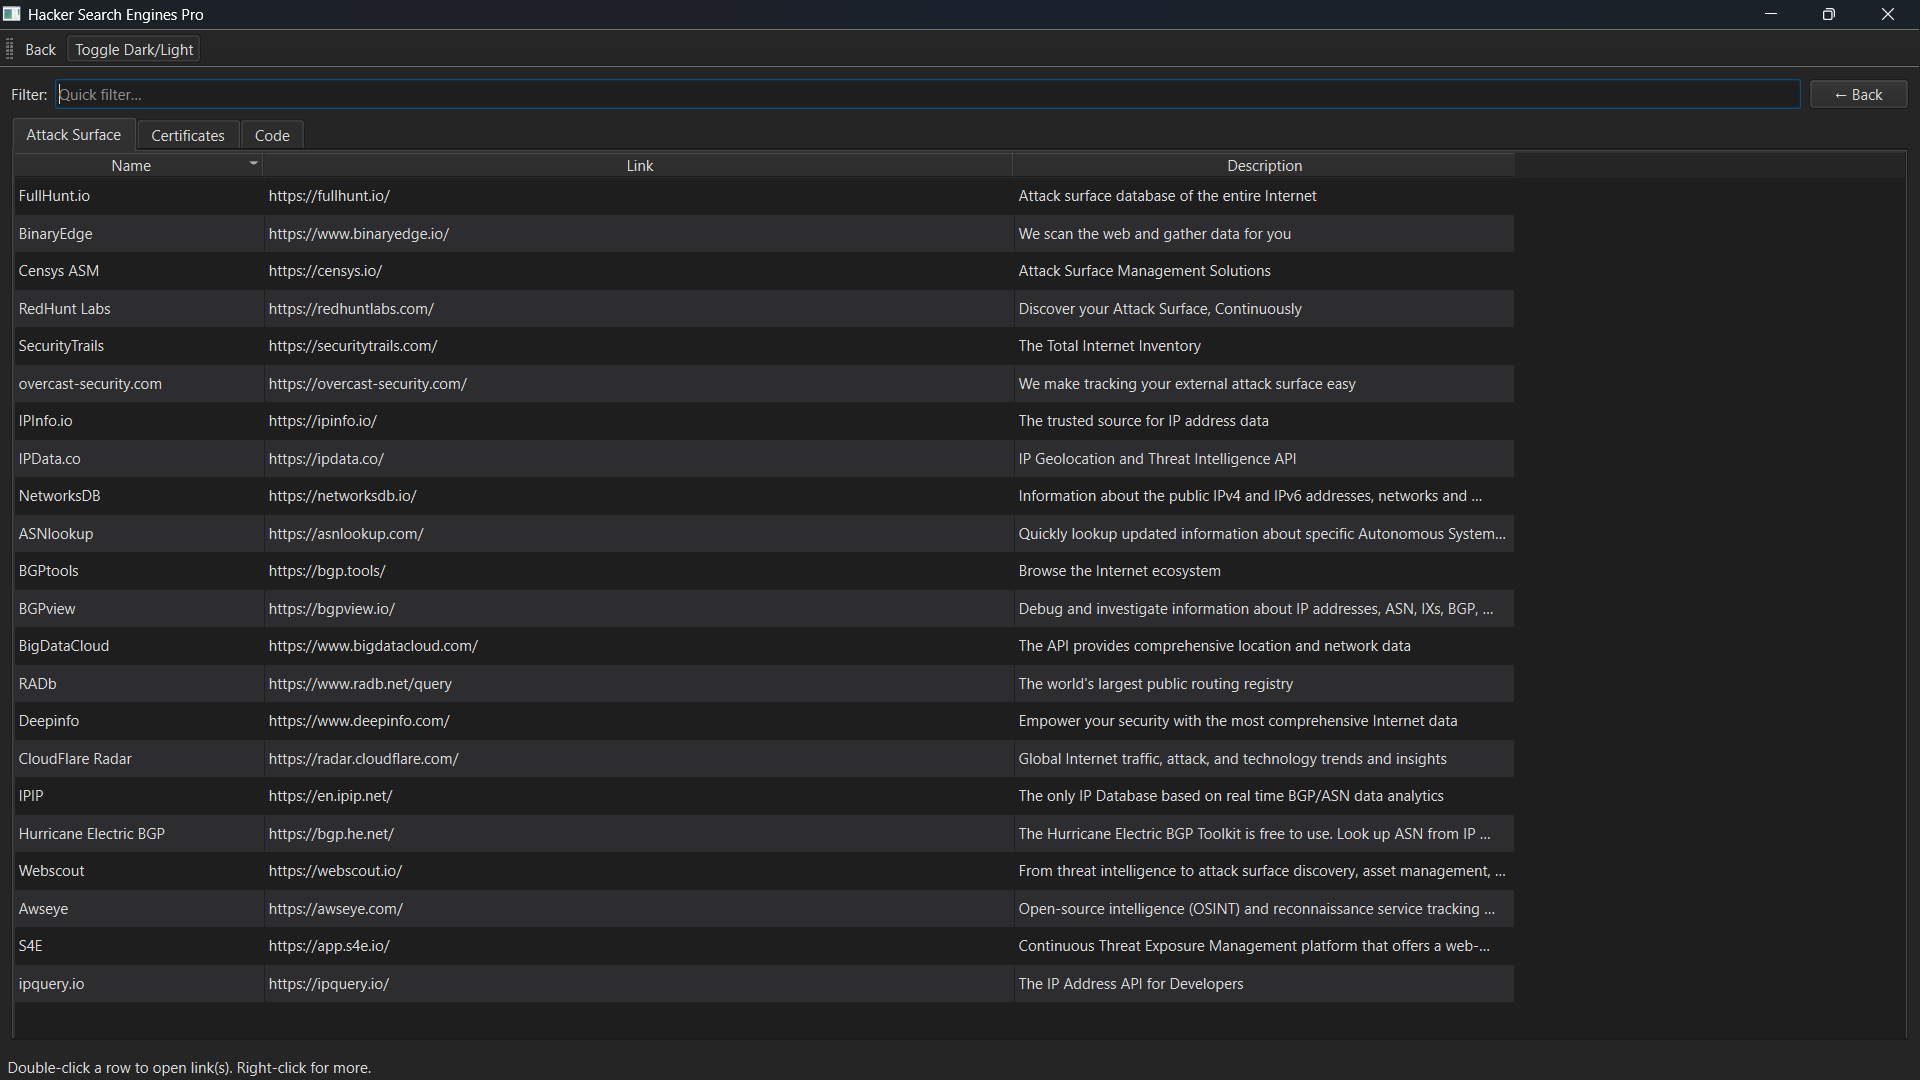 Hacker Search Engines Pro
Back Toggle Dark/Light
Filter: Quick filter... ← Back
Attack Surface Certificates Code
Name Link Description
FullHunt.io https://fullhunt.io/ Attack surface database of the entire Internet
BinaryEdge https://www.binaryedge.io/ We scan the web and gather data for you
Censys ASM https://censys.io/ Attack Surface Management Solutions
RedHunt Labs https://redhuntlabs.com/ Discover your Attack Surface, Continuously
SecurityTrails https://securitytrails.com/ The Total Internet Inventory
overcast-security.com https://overcast-security.com/ We make tracking your external attack surface easy
IPInfo.io https://ipinfo.io/ The trusted source for IP address data
IPData.co https://ipdata.co/ IP Geolocation and Threat Intelligence API
NetworksDB https://networksdb.io/ Information about the public IPv4 and IPv6 addresses, networks and ...
ASNlookup https://asnlookup.com/ Quickly lookup updated information about specific Autonomous System...
BGPtools https://bgp.tools/ Browse the Internet ecosystem
BGPview https://bgpview.io/ Debug and investigate information about IP addresses, ASN, IXs, BGP, ...
BigDataCloud https://www.bigdatacloud.com/ The API provides comprehensive location and network data
RADb https://www.radb.net/query The world's largest public routing registry
Deepinfo https://www.deepinfo.com/ Empower your security with the most comprehensive Internet data
CloudFlare Radar https://radar.cloudflare.com/ Global Internet traffic, attack, and technology trends and insights
IPIP https://en.ipip.net/ The only IP Database based on real time BGP/ASN data analytics
Hurricane Electric BGP https://bgp.he.net/ The Hurricane Electric BGP Toolkit is free to use. Look up ASN from IP ...
Webscout https://webscout.io/ From threat intelligence to attack surface discovery, asset management, ...
Awseye https://awseye.com/ Open-source intelligence (OSINT) and reconnaissance service tracking ...
S4E https://app.s4e.io/ Continuous Threat Exposure Management platform that offers a web-...
ipquery.io https://ipquery.io/ The IP Address API for Developers
Double-click a row to open link(s). Right-click for more.